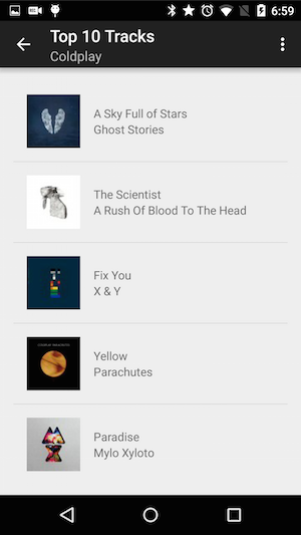 6:59
Top 10 Tracks
Coldplay
A Sky Full of Stars
Ghost Stories
The Scientist
A Rush Of Blood To The Head
Fix You
X & Y
Yellow
Parachutes
Paradise
Mylo Xyloto